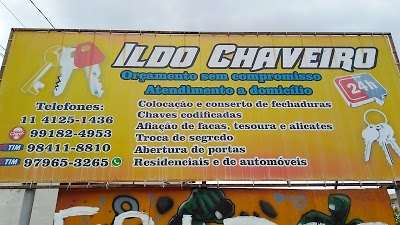 ILDO CHAVEIRO
Orçamento sem compromisso
Atendimento a domicílio
24h
Telefones:
11 4125-1436
99182-4953
TIM 98411-8810
TIM 97965-3265
Colocação e conserto de fechaduras
Chaves codificadas
Afiação de facas, tesoura e alicates
Troca de segredo
Abertura de portas
Residenciais e de automóveis